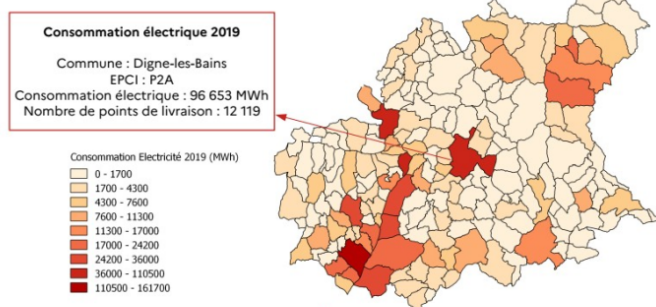 Consommation électrique 2019
Commune : Digne-les-Bains
EPCI : P2A
Consommation électrique : 96 653 MWh
Nombre de points de livraison : 12 119
Consommation Electricité 2019 (MWh)
0 - 1700
1700 - 4300
4300 - 7600
7600 - 11300
11300 - 17000
17000 - 24200
24200 - 36000
36000 - 110500
110500 - 161700